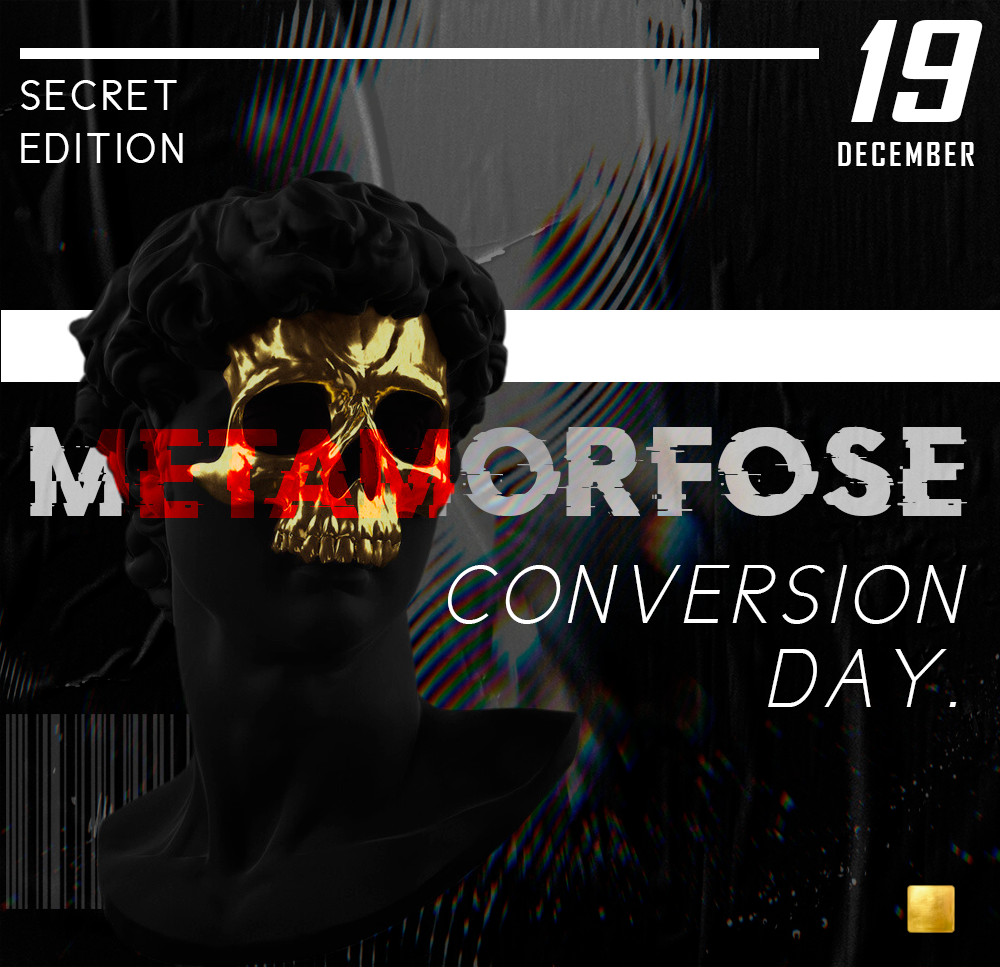 SECRET
EDITION
19
DECEMBER
METAMORFOSE
CONVERSION
DAY.